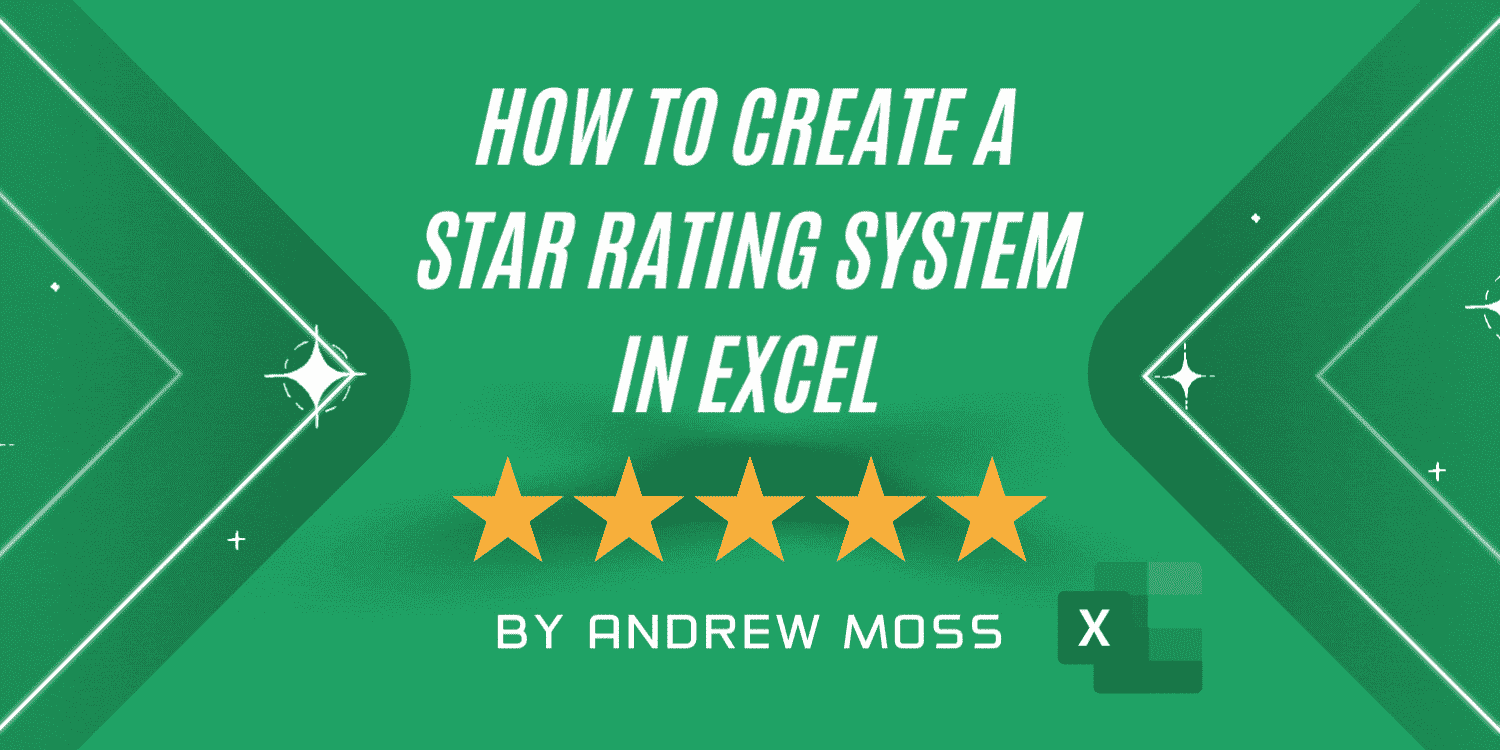 HOW TO CREATE A
STAR RATING SYSTEM
IN EXCEL
BY ANDREW MOSS
X